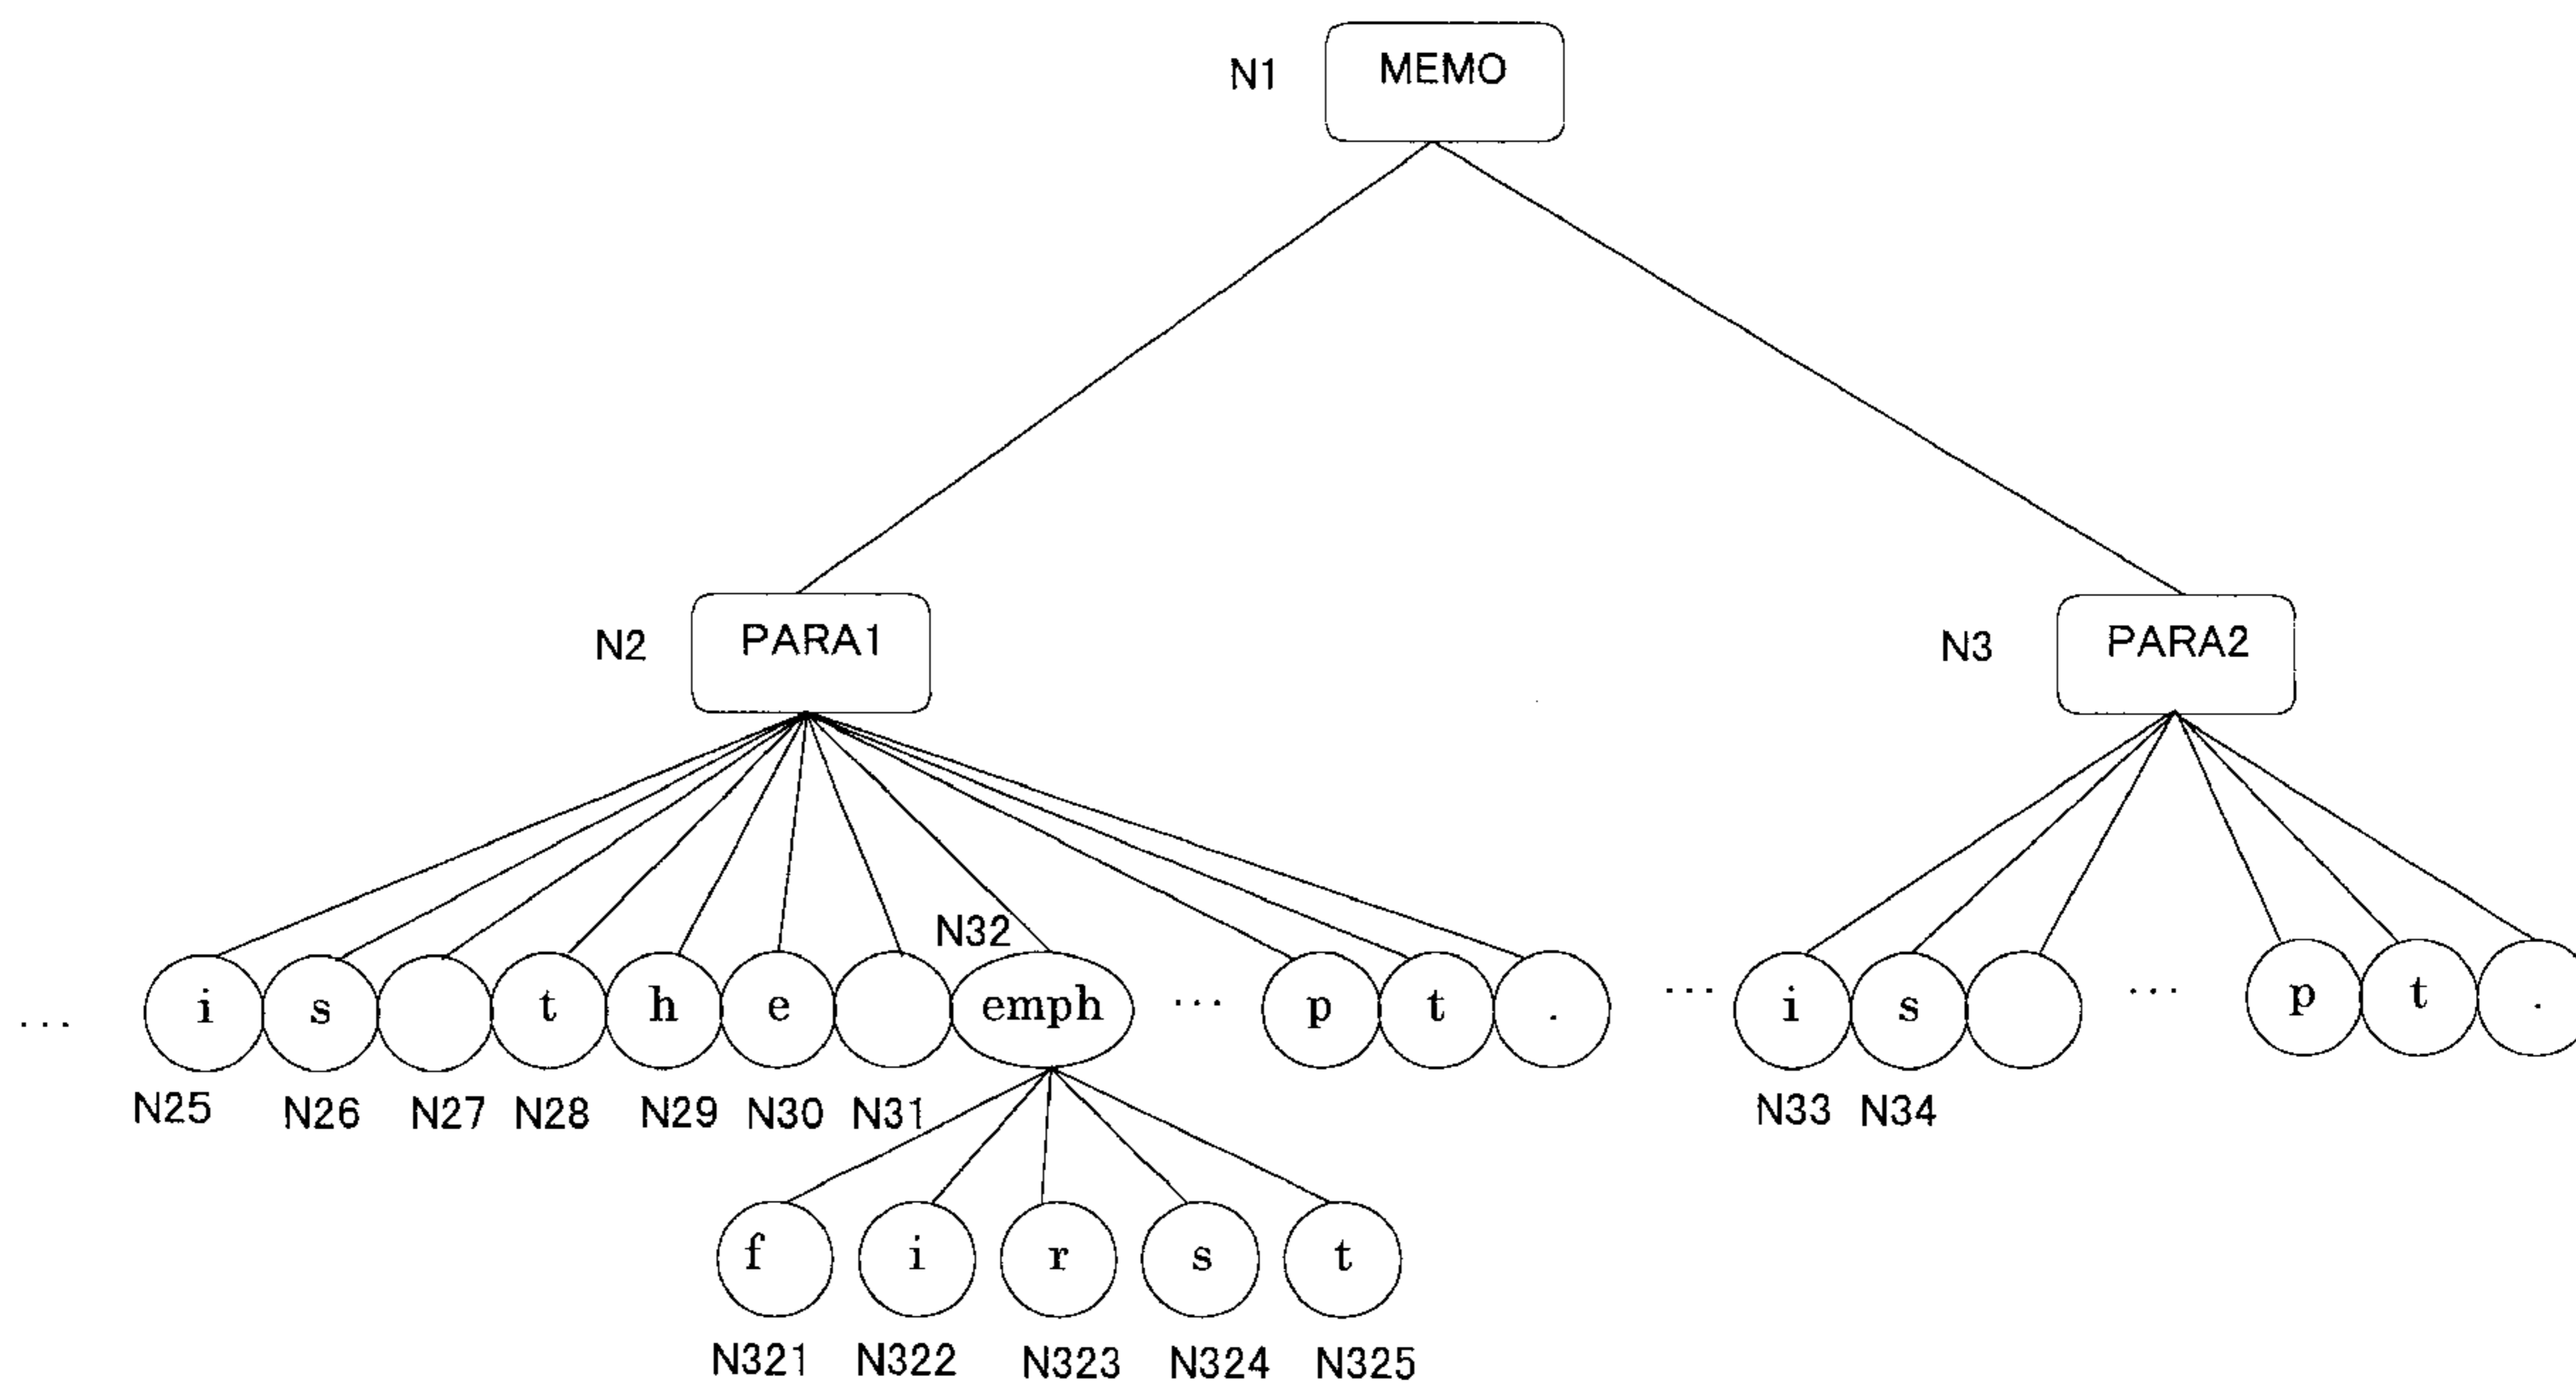 N1 MEMO
N2 PARA1 N3 PARA2
N32
... i s t h e emph ... p t . ... i s ... p t .
N25 N26 N27 N28 N29 N30 N31 N33 N34
f i r s t
N321 N322 N323 N324 N325